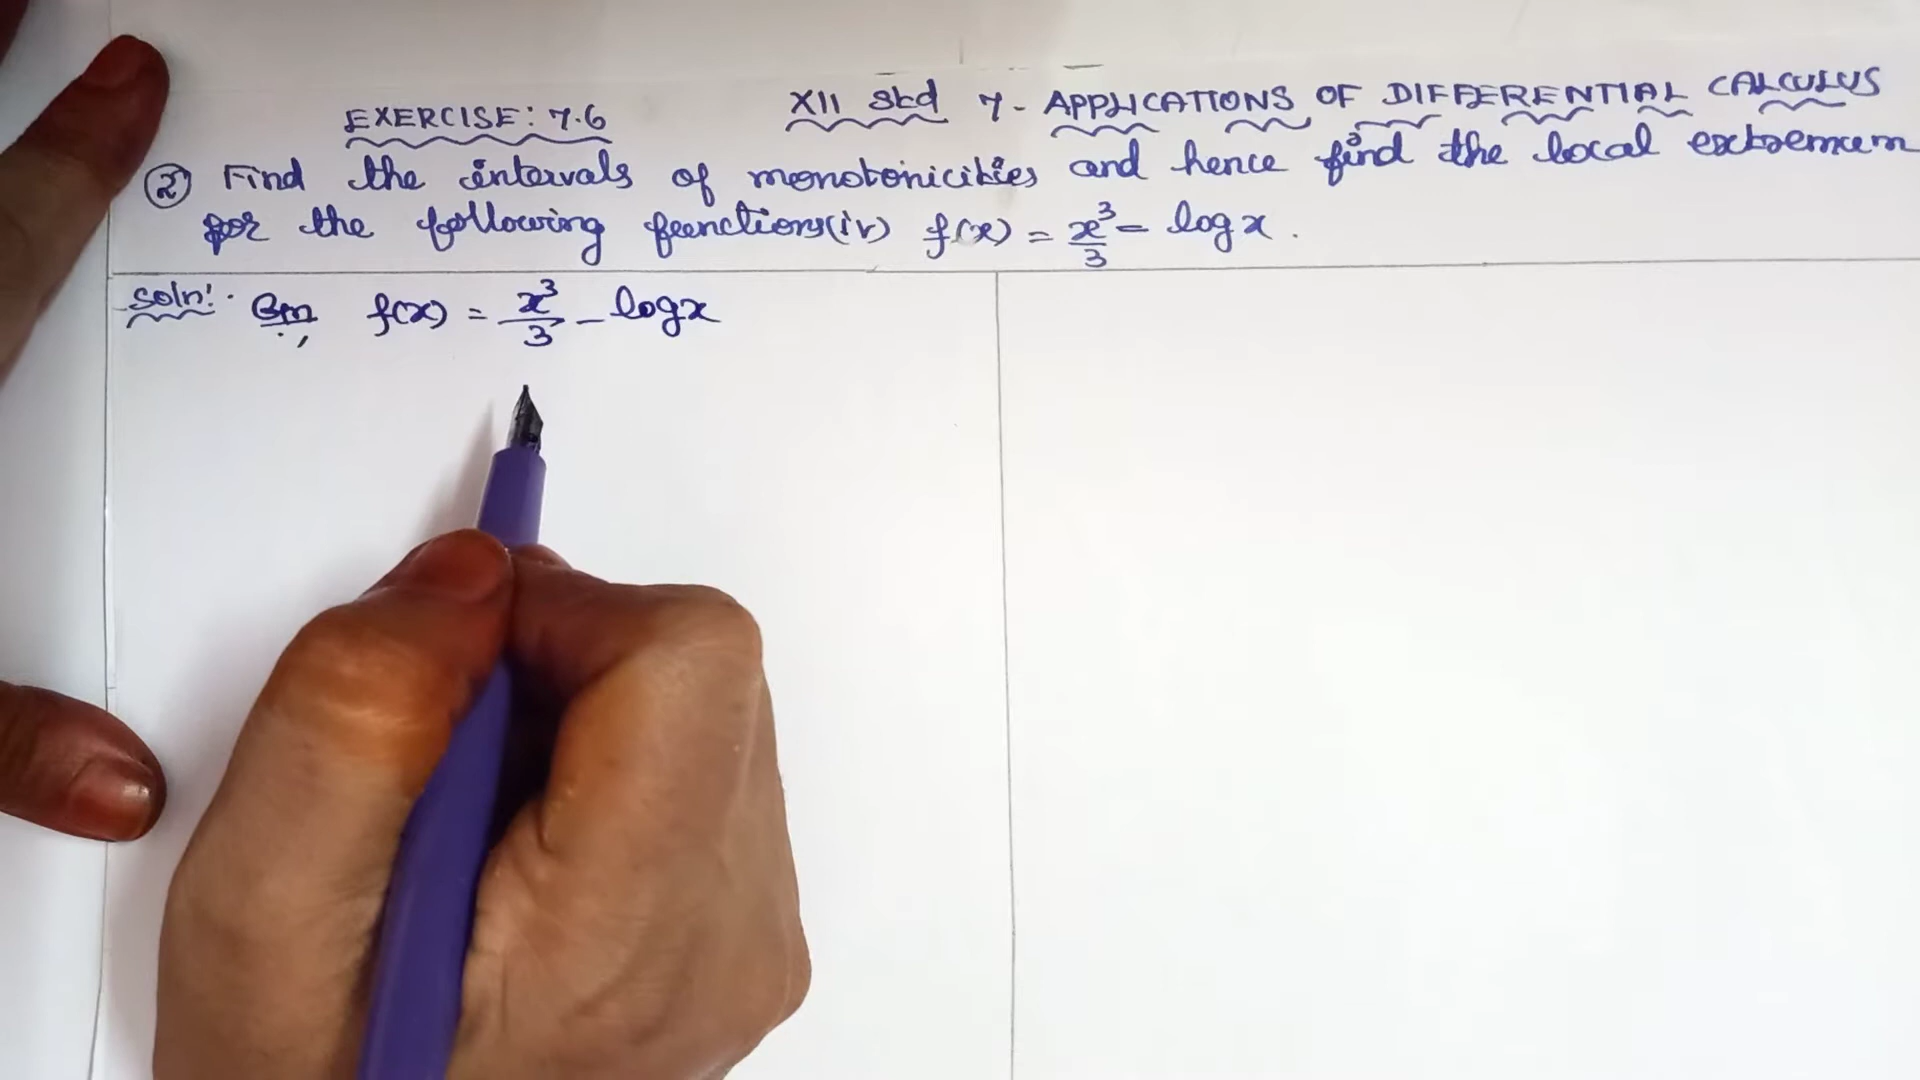 EXERCISE: 7.6 XII Std 7- APPLICATIONS OF DIFFERENTIAL CALCULUS
② Find the intervals of monotonicities and hence find the local extremum
for the following functions(iv) f(x) = x³/3 - log x.
Soln:. Gn., f(x) = x³/3 - log x